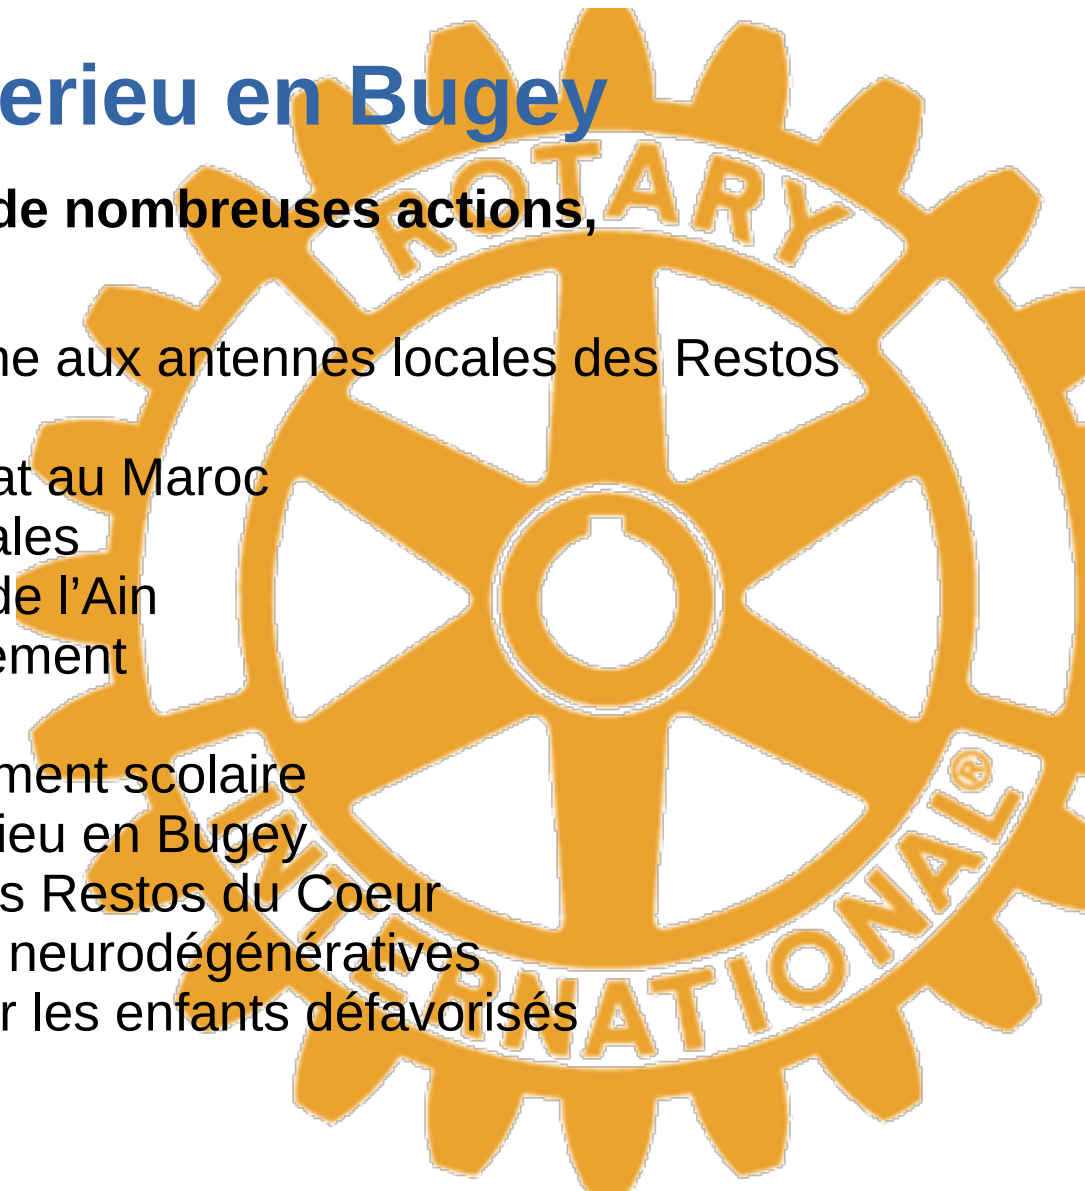 erieu en Bugey
de nombreuses actions,
ne aux antennes locales des Restos
at au Maroc
ales
de l’Ain
ement
ment scolaire
ieu en Bugey
s Restos du Coeur
neurodégénératives
r les enfants défavorisés
ROTARY
INTERNATIONAL®